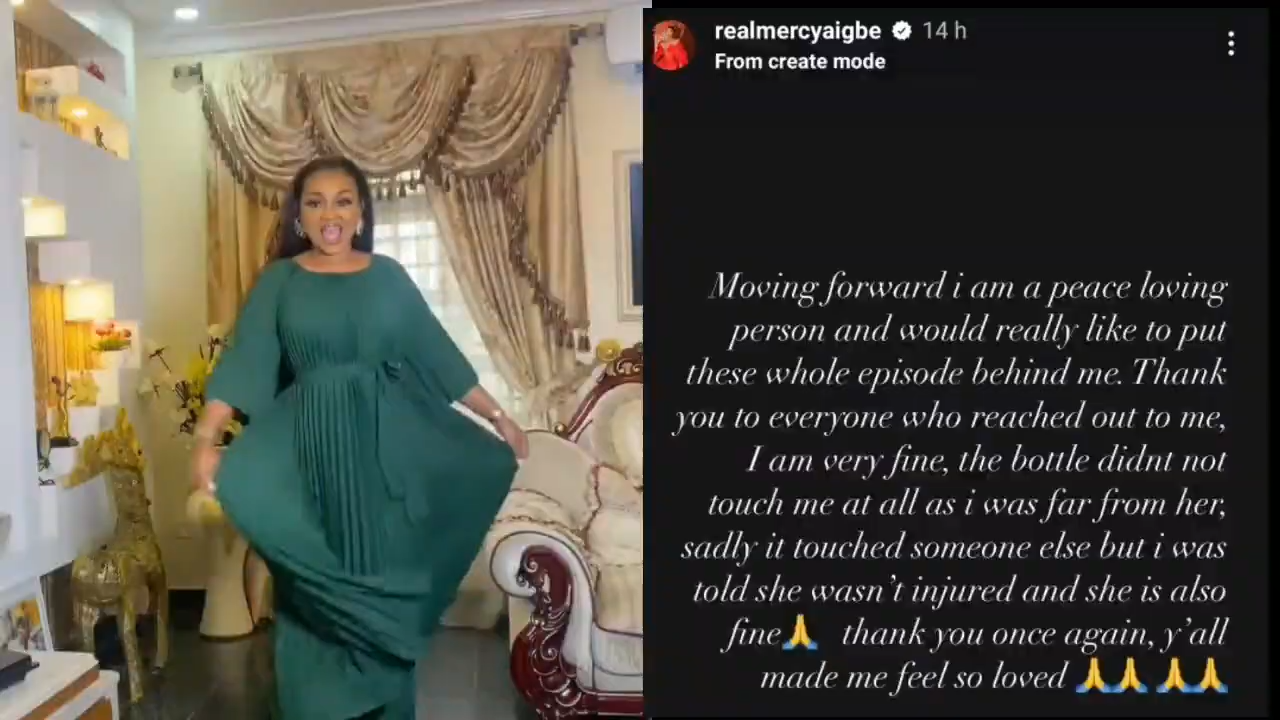 realmercyaigbe 14 h
From create mode
Moving forward i am a peace loving
person and would really like to put
these whole episode behind me. Thank
you to everyone who reached out to me,
I am very fine, the bottle didnt not
touch me at all as i was far from her,
sadly it touched someone else but i was
told she wasn't injured and she is also
fine🙏 thank you once again, y'all
made me feel so loved 🙏🙏 🙏🙏